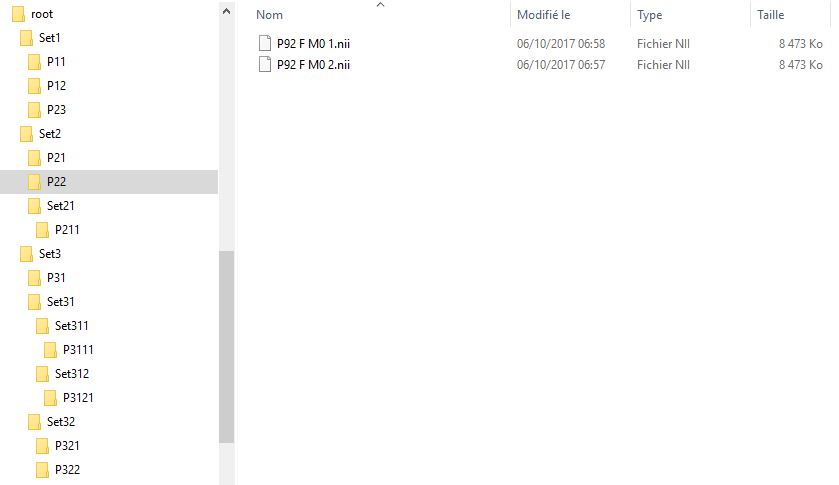 root
Set1
P11
P12
P23
Set2
P21
P22
Set21
P211
Set3
P31
Set31
Set311
P3111
Set312
P3121
Set32
P321
P322
Nom Modifié le Type Taille
P92 F M0 1.nii 06/10/2017 06:58 Fichier NII 8 473 Ko
P92 F M0 2.nii 06/10/2017 06:57 Fichier NII 8 473 Ko